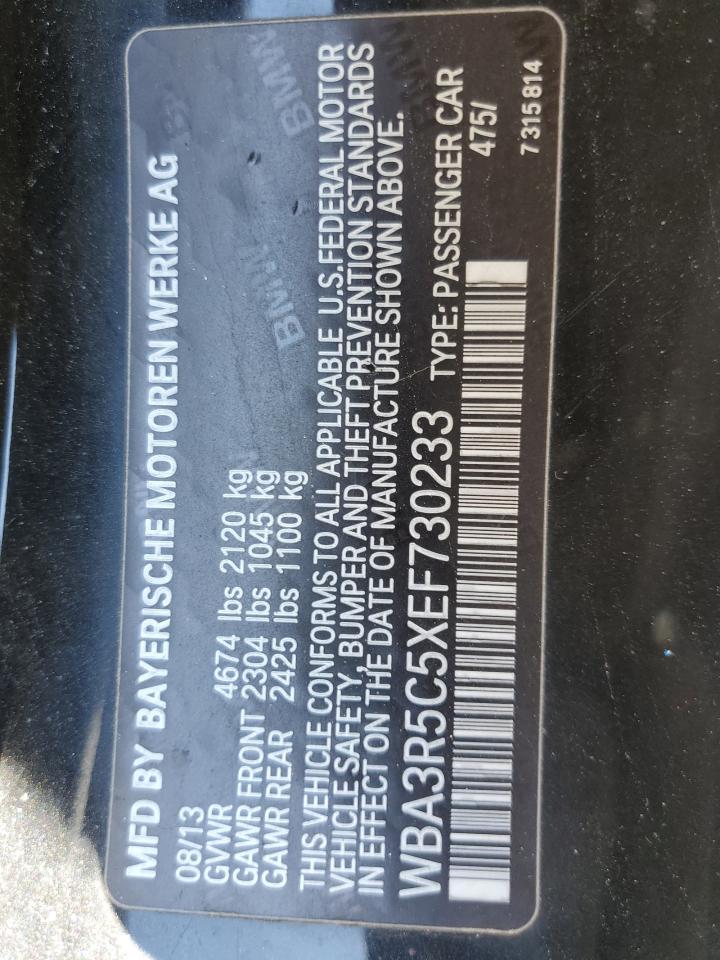 MFD BY BAYERISCHE MOTOREN WERKE AG
08/13
GVWR 4674 lbs 2120 kg
GAWR FRONT 2304 lbs 1045 kg
GAWR REAR 2425 lbs 1100 kg
THIS VEHICLE CONFORMS TO ALL APPLICABLE U.S.FEDERAL MOTOR
VEHICLE SAFETY, BUMPER AND THEFT PREVENTION STANDARDS
IN EFFECT ON THE DATE OF MANUFACTURE SHOWN ABOVE.
WBA3R5C5XEF730233 TYPE: PASSENGER CAR
475/
7 315 814
BMW
BMW
BMW